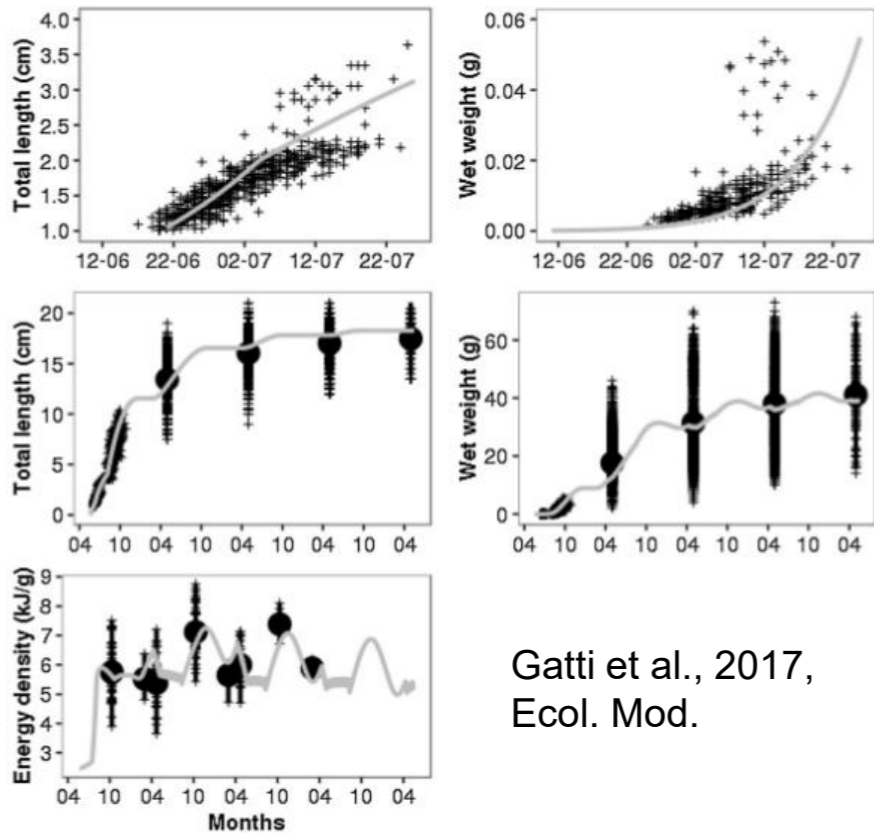 Total length (cm)
4.0
3.5
3.0
2.5
2.0
1.5
1.0
12-06 22-06 02-07 12-07 22-07
Wet weight (g)
0.06
0.04
0.02
0.00
12-06 22-06 02-07 12-07 22-07
Total length (cm)
20
15
10
5
0
04 10 04 10 04 10 04 10 04
Wet weight (g)
60
40
20
0
04 10 04 10 04 10 04 10 04
Energy density (kJ/g)
9
8
7
6
5
4
3
04 10 04 10 04 10 04 10 04
Months
Gatti et al., 2017,
Ecol. Mod.